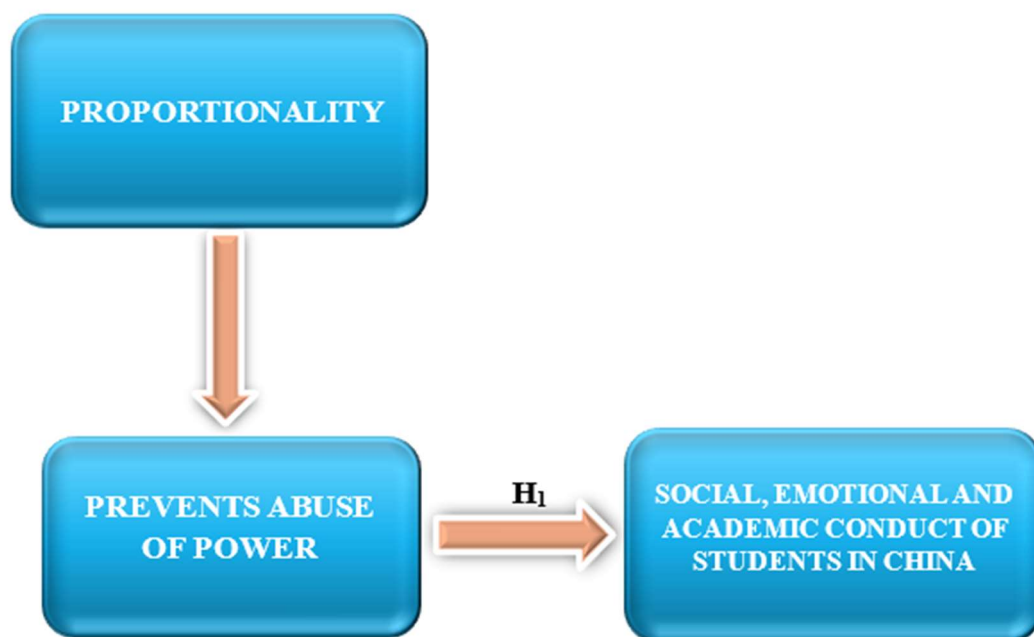 PROPORTIONALITY
PREVENTS ABUSE
OF POWER
H1
SOCIAL, EMOTIONAL AND
ACADEMIC CONDUCT OF
STUDENTS IN CHINA